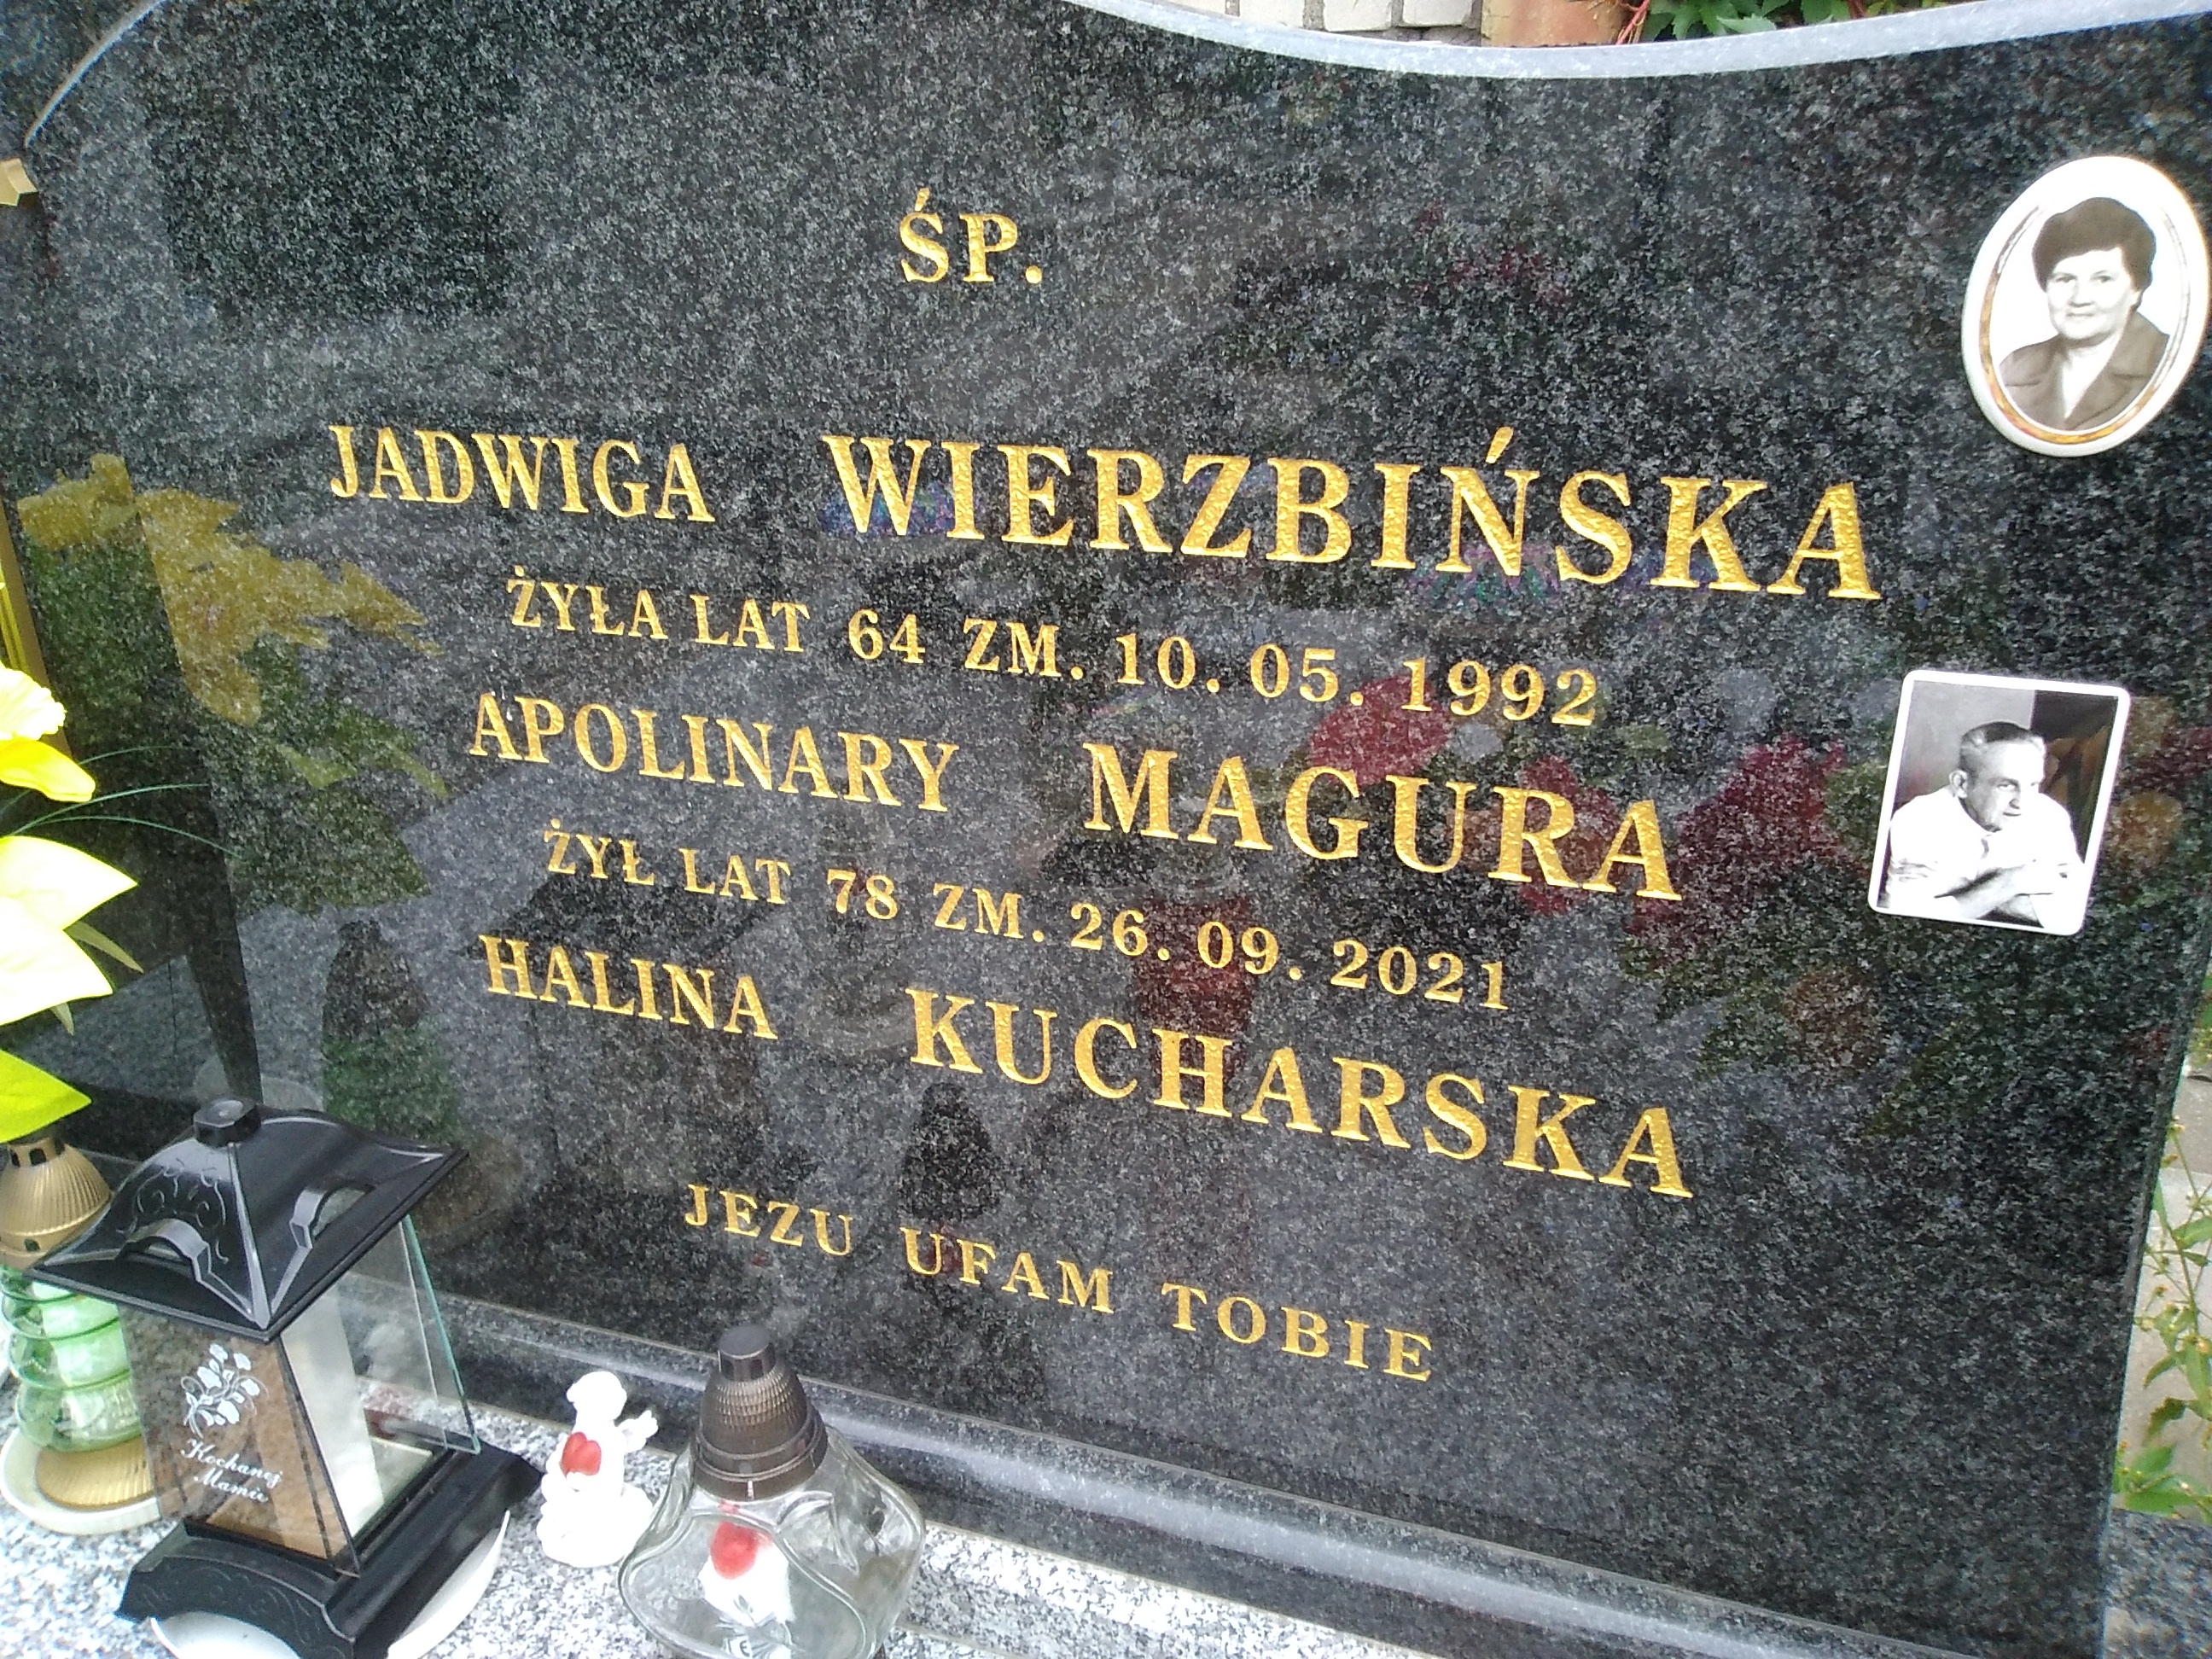 ŚP.
JADWIGA WIERZBIŃSKA
ŻYŁA LAT 64 ZM. 10. 05. 1992
APOLINARY MAGURA
ŻYŁ LAT 78 ZM. 26. 09. 2021
HALINA KUCHARSKA
JEZU UFAM TOBIE
Kochanej
Mamie